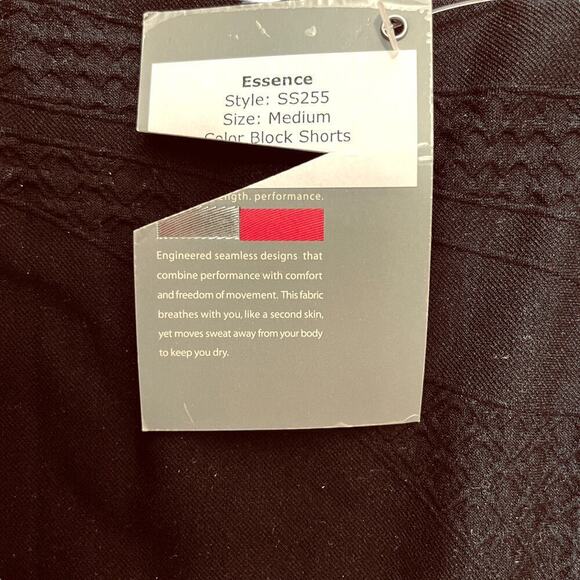 Essence
Style: SS255
Size: Medium
Color Block Shorts
performance.
Engineered seamless designs that
combine performance with comfort
and freedom of movement. This fabric
breathes with you, like a second skin,
yet moves sweat away from your body
to keep you dry.